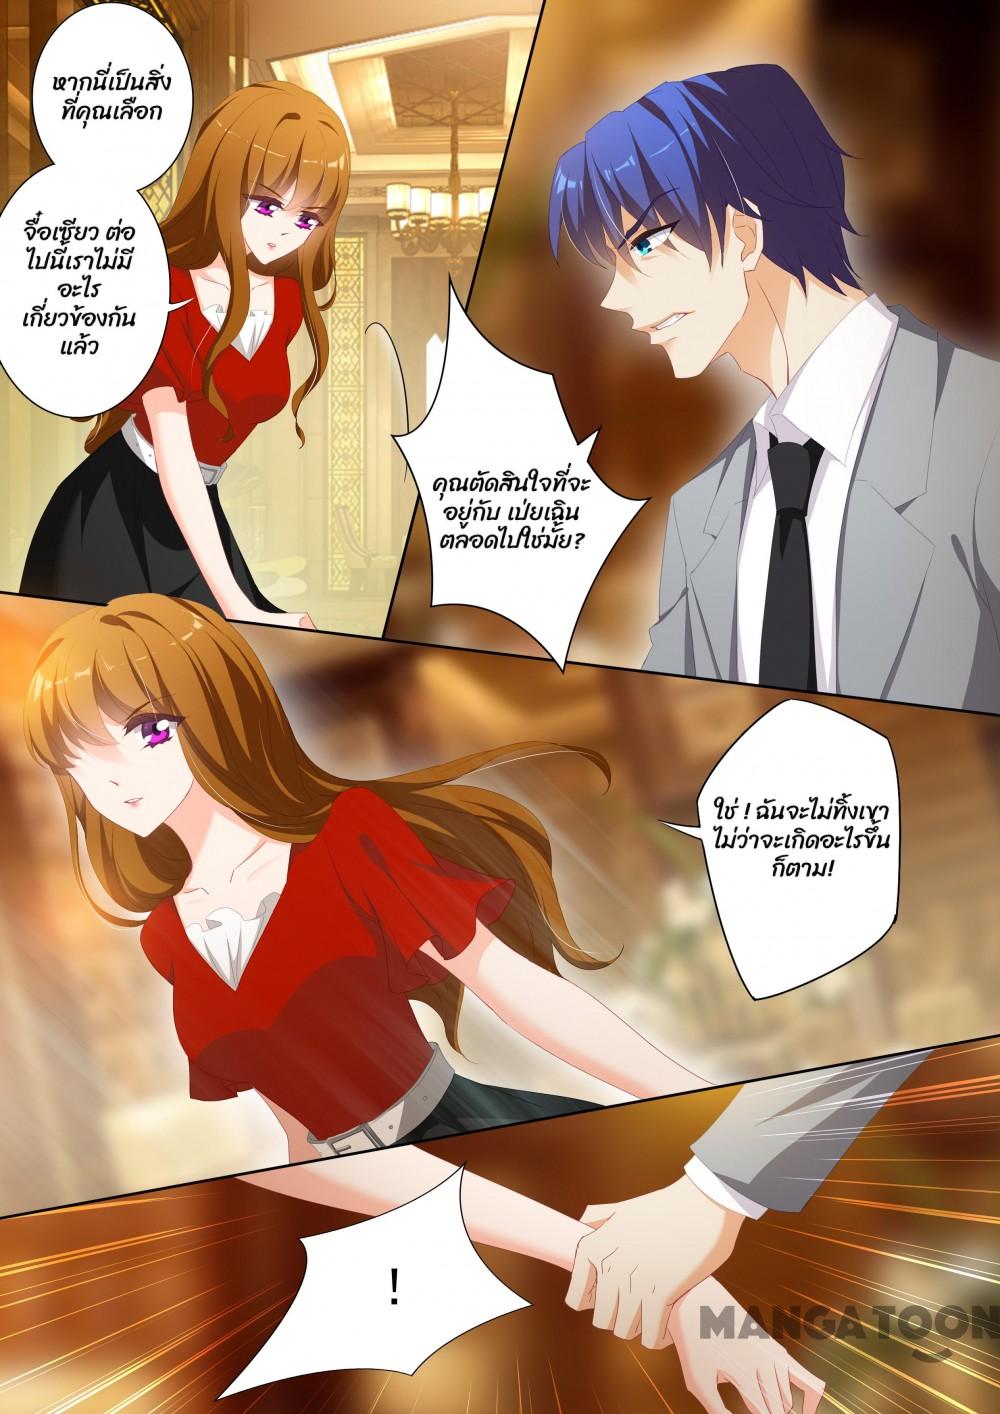 หากนี่เป็นสิ่ง
ที่คุณเลือก
จื่อเซียว ต่อ
ไปนี้เราไม่มี
อะไร
เกี่ยวข้องกัน
แล้ว
คุณตัดสินใจที่จะ
อยู่กับ เป่ยเฉิน
ตลอดไปใช่มั้ย?
ใช่ ! ฉันจะไม่ทิ้งเขา
ไม่ว่าจะเกิดอะไรขึ้น
ก็ตาม!
!
MANGATOON